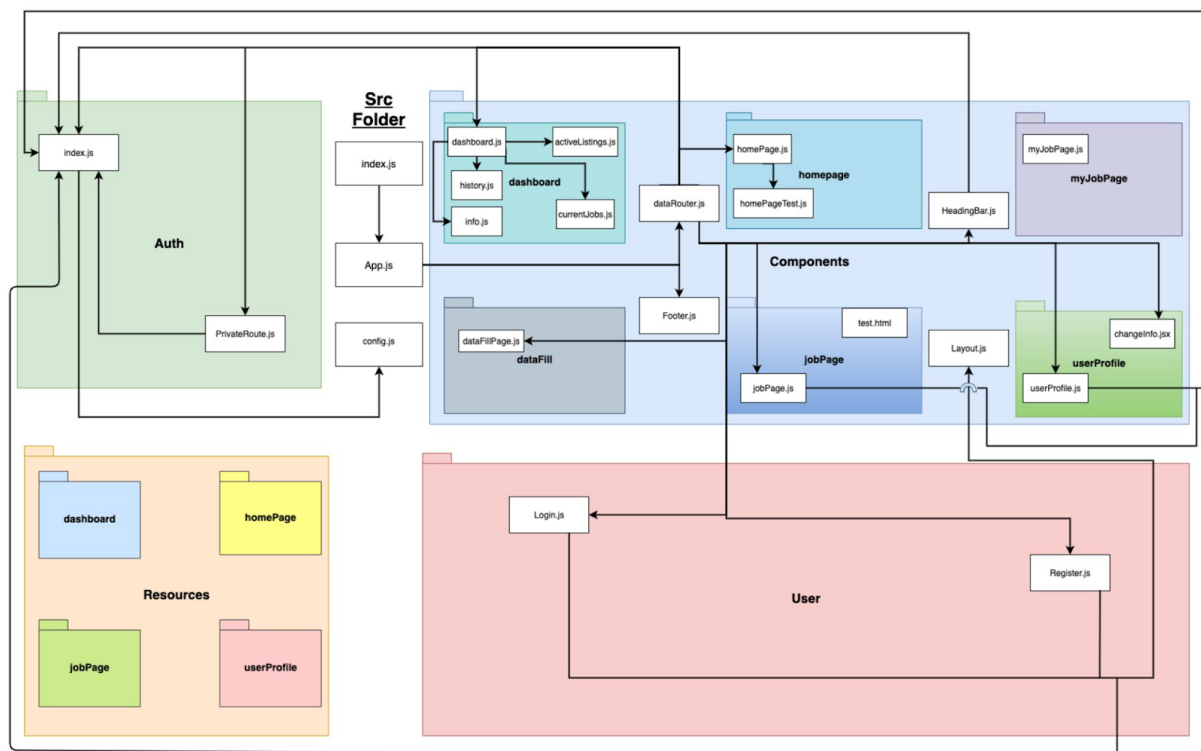 Src
Folder
index.js
index.js
App.js
config.js
PrivateRoute.js
Auth
dashboard.js
activeListings.js
history.js
dashboard
info.js
currentJobs.js
dataRouter.js
homePage.js
homepage
homePageTest.js
HeadingBar.js
myJobPage.js
myJobPage
Components
Footer.js
dataFillPage.js
dataFill
test.html
jobPage
jobPage.js
Layout.js
changeInfo.jsx
userProfile
userProfile.js
dashboard
homePage
Resources
jobPage
userProfile
Login.js
Register.js
User